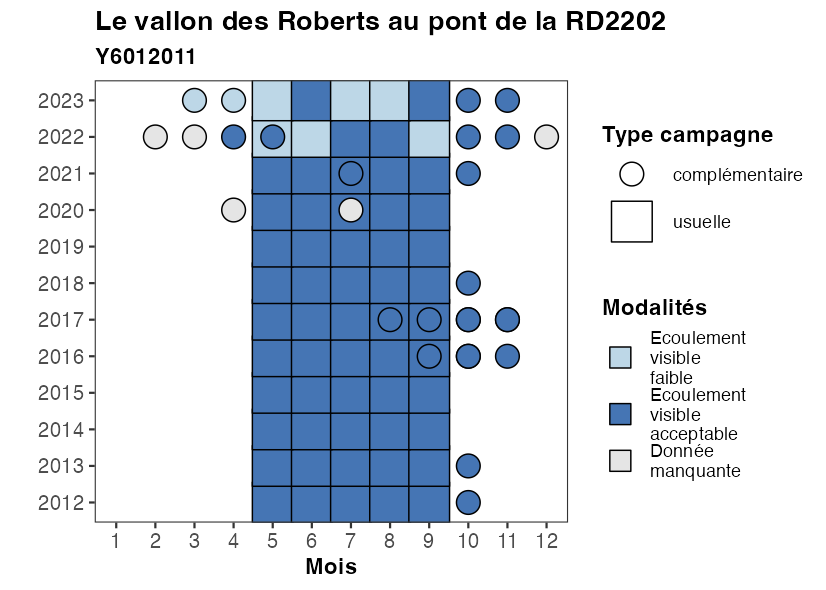 Le vallon des Roberts au pont de la RD2202
Y6012011
2023
2022
2021
2020
2019
2018
2017
2016
2015
2014
2013
2012
1 2 3 4 5 6 7 8 9 10 11 12
Mois
Type campagne
complémentaire
usuelle
Modalités
Ecoulement
visible
faible
Ecoulement
visible
acceptable
Donnée
manquante